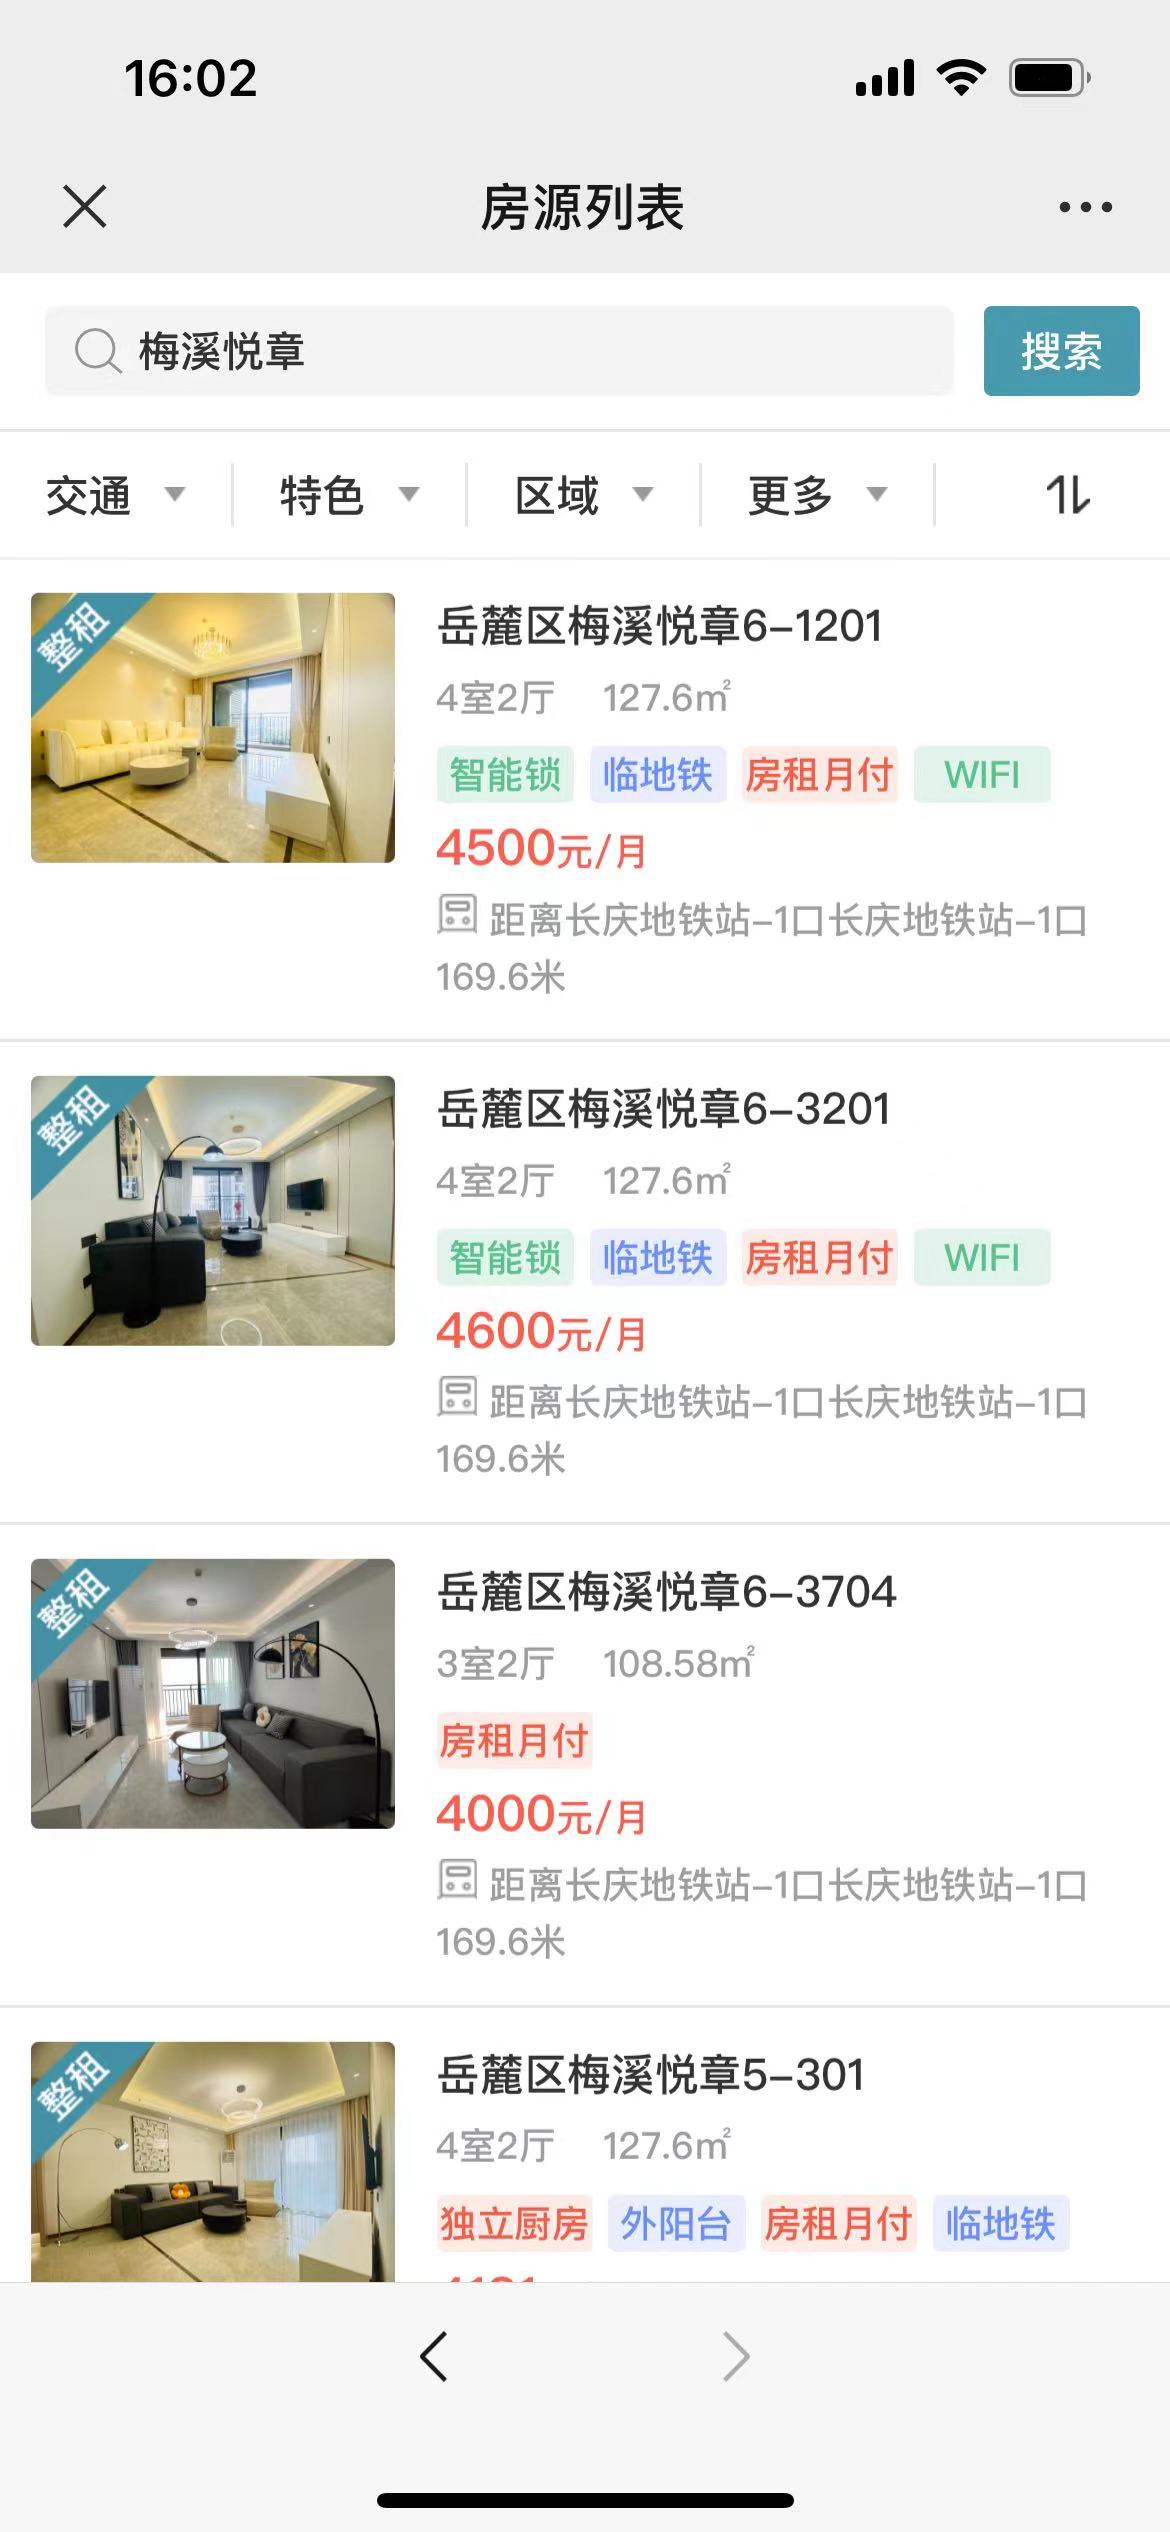 16:02
房源列表
梅溪悦章
搜索
交通
特色
区域
更多
整租
岳麓区梅溪悦章6-1201
4室2厅 127.6㎡
智能锁 临地铁 房租月付 WIFI
4500元/月
距离长庆地铁站-1口长庆地铁站-1口
169.6米
整租
岳麓区梅溪悦章6-3201
4室2厅 127.6㎡
智能锁 临地铁 房租月付 WIFI
4600元/月
距离长庆地铁站-1口长庆地铁站-1口
169.6米
整租
岳麓区梅溪悦章6-3704
3室2厅 108.58㎡
房租月付
4000元/月
距离长庆地铁站-1口长庆地铁站-1口
169.6米
整租
岳麓区梅溪悦章5-301
4室2厅 127.6㎡
独立厨房 外阳台 房租月付 临地铁